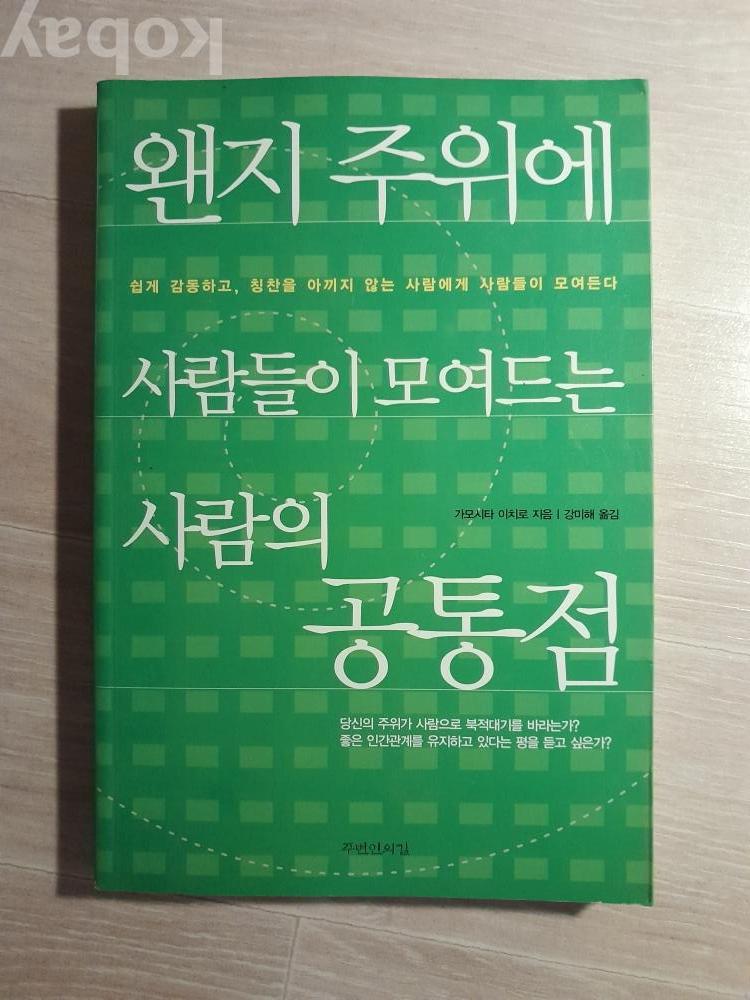 kobay
왠지 주위에
쉽게 감동하고, 칭찬을 아끼지 않는 사람에게 사람들이 모여든다
사람들이 모여드는
사람의
가모시타 이치로 지음 | 강미해 옮김
공통점
당신의 주위가 사람으로 북적대기를 바라는가?
좋은 인간관계를 유지하고 있다는 평을 듣고 싶은가?
주변인의길